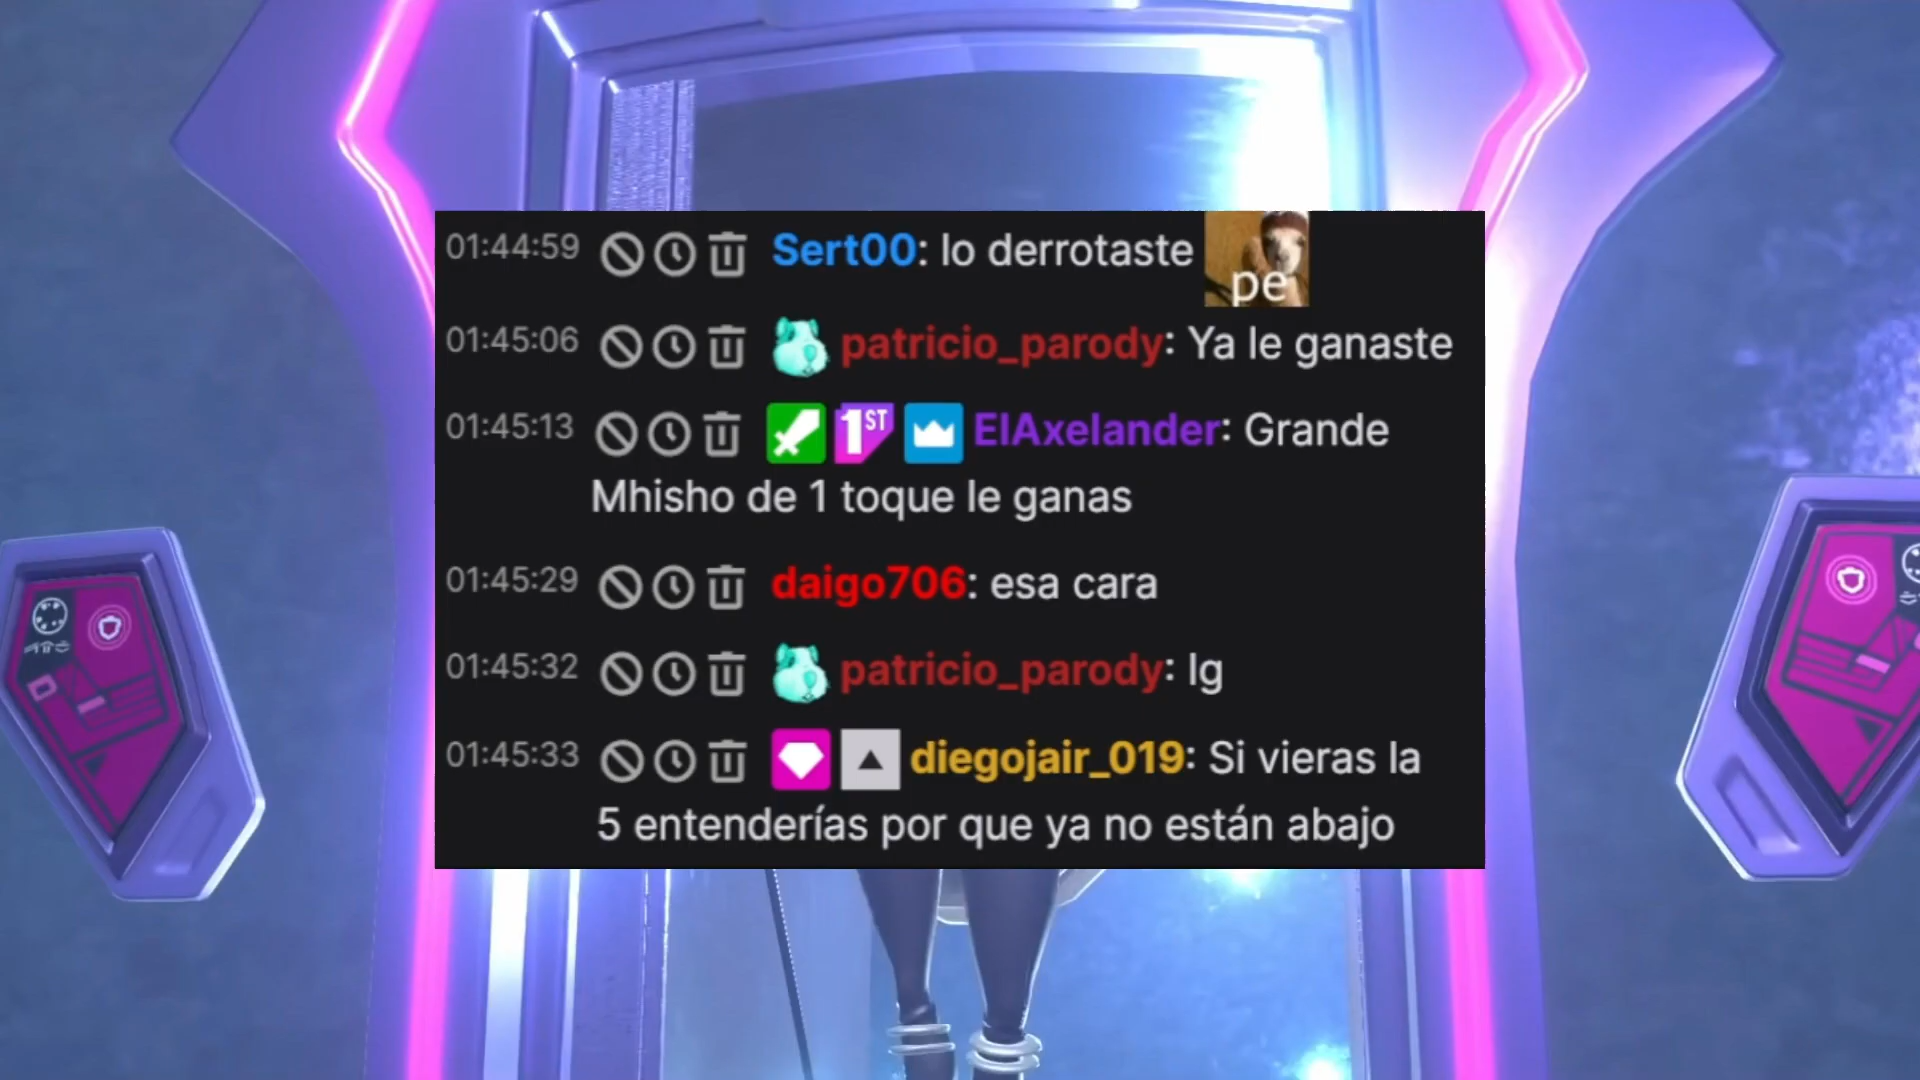 01:44:59 Sert00: lo derrotaste pe
01:45:06 patricio_parody: Ya le ganaste
01:45:13 1ST ElAxelander: Grande
Mhisho de 1 toque le ganas
01:45:29 daigo706: esa cara
01:45:32 patricio_parody: lg
01:45:33 diegojair_019: Si vieras la
5 entenderías por que ya no están abajo